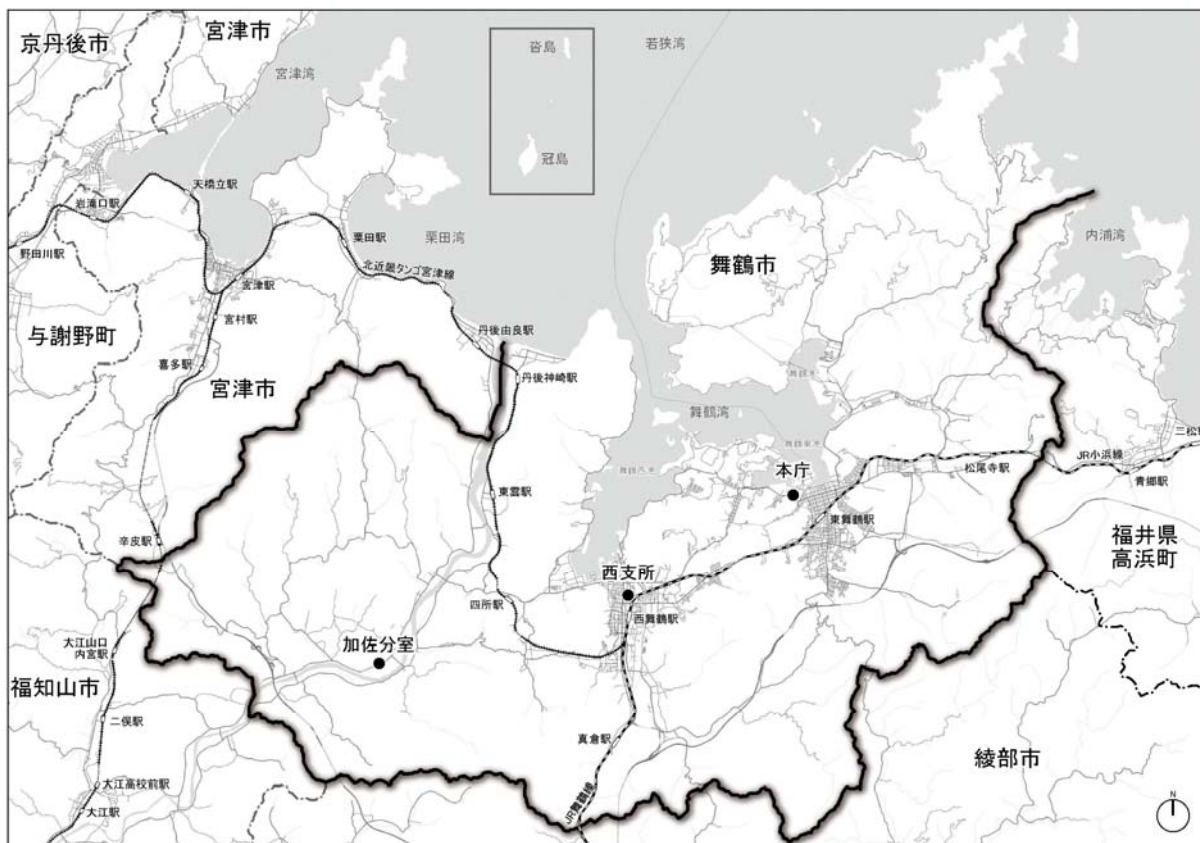 京丹後市
宮津市
宮津湾
沓島
冠島
若狭湾
天橋立駅
岩滝口駅
野田川駅
栗田駅
栗田湾
北近畿タンゴ宮津線
宮津駅
宮村駅
与謝野町
喜多駅
宮津市
丹後由良駅
丹後神崎駅
舞鶴市
内浦湾
舞鶴湾
本庁
松尾寺駅
JR小浜線
青郷駅
東雲駅
東舞鶴駅
辛皮駅
福井県
高浜町
西支所
四所駅
西舞鶴駅
加佐分室
大江山口
内宮駅
福知山市
二俣駅
真倉駅
綾部市
大江高校前駅
大江駅
JR舞鶴線
N